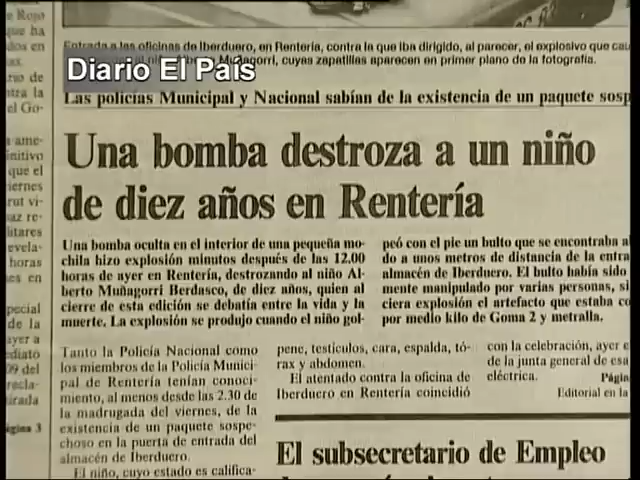 Entrada a las oficinas de Iberduero, en Rentería, contra la que iba dirigido, al parecer, el explosivo que
Muñagorri, cuyas zapatillas aparecen en primer plano de la fotografía.
Diario El País
Las policías Municipal y Nacional sabían de la existencia de un paquete
Una bomba destroza a un niño
de diez años en Rentería
Una bomba oculta en el interior de una pequeña mo-
chila hizo explosión minutos después de las 12.00
horas de ayer en Rentería, destrozando al niño Al-
berto Muñagorri Berdasco, de diez años, quien al
cierre de esta edición se debatía entre la vida y la
muerte. La explosión se produjo cuando el niño gol-
peó con el pie un bulto que se encontraba
do a unos metros de distancia de la
almacén de Iberduero. El bulto había sido
mente manipulado por varias personas,
ciera explosión el artefacto que estaba
por medio kilo de Goma 2 y metralla.
Tanto la Policía Nacional como
los miembros de la Policía Munici-
pal de Rentería tenían conoci-
miento, al menos desde las 2.30 de
la madrugada del viernes, de la
existencia de un paquete sospe-
choso en la puerta de entrada del
almacén de Iberduero.
El niño, cuyo estado es califica-
pene, testículos, cara, espalda, tó-
rax y abdomen.
El atentado contra la oficina de
Iberduero en Rentería coincidió
con la celebración, ayer
de la junta general de
eléctrica.
Editorial en la
El subsecretario de Empleo